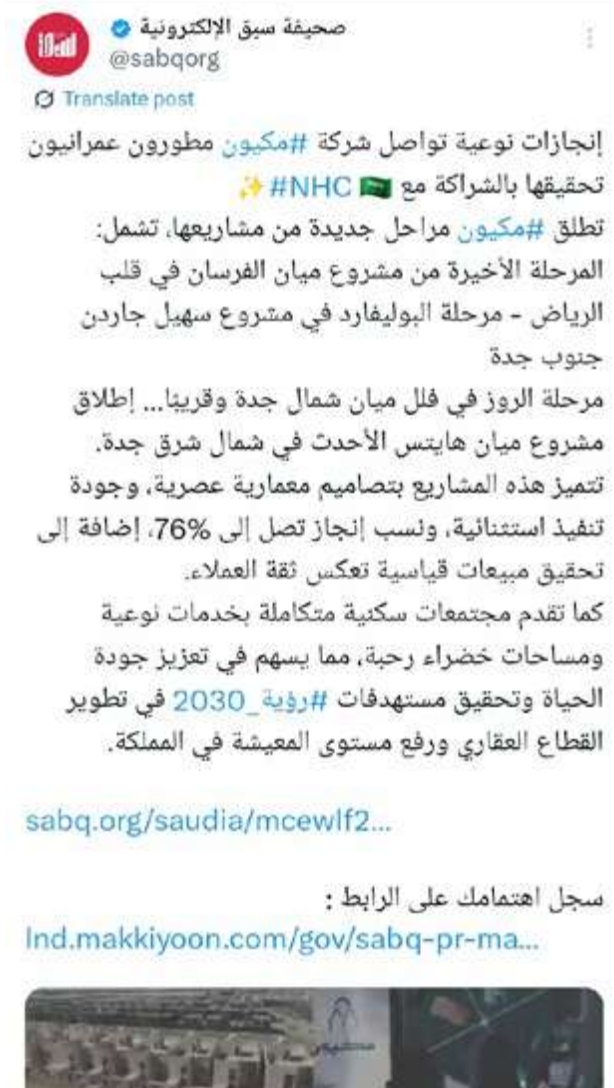 صحيفة سبق الإلكترونية
@sabqorg
Translate post
إنجازات نوعية تواصل شركة #مكيون مطورون عمرانيون
تحقيقها بالشراكة مع #NHC
تطلق #مكيون مراحل جديدة من مشاريعها، تشمل:
المرحلة الأخيرة من مشروع ميان الفرسان في قلب
الرياض - مرحلة البوليفارد في مشروع سهيل جاردن
جنوب جدة
مرحلة الروز في فلل ميان شمال جدة وقريبًا... إطلاق
مشروع ميان هايتس الأحدث في شمال شرق جدة.
تتميز هذه المشاريع بتصاميم معمارية عصرية، وجودة
تنفيذ استثنائية، ونسب إنجاز تصل إلى 76%، إضافة إلى
تحقيق مبيعات قياسية تعكس ثقة العملاء.
كما تقدم مجتمعات سكنية متكاملة بخدمات نوعية
ومساحات خضراء رحبة، مما يسهم في تعزيز جودة
الحياة وتحقيق مستهدفات #رؤية_2030 في تطوير
القطاع العقاري ورفع مستوى المعيشة في المملكة.
sabq.org/saudia/mcewlf2...
سجل اهتمامك على الرابط :
lnd.makkiyoon.com/gov/sabq-pr-ma...
مكيون